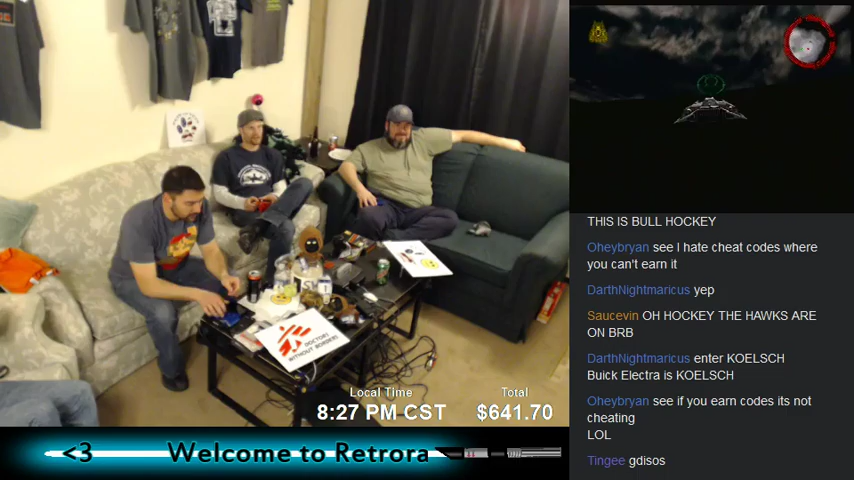 DOCTORS
WITHOUT BORDERS
Local Time
Total
8:27 PM CST
$641.70
<3 Welcome to Retrora
THIS IS BULL HOCKEY
Oheybryan see I hate cheat codes where
you can't earn it
DarthNightmaricus yep
Saucevin OH HOCKEY THE HAWKS ARE
ON BRB
DarthNightmaricus enter KOELSCH
Buick Electra is KOELSCH
Oheybryan see if you earn codes its not
cheating
LOL
Tingee gdisos